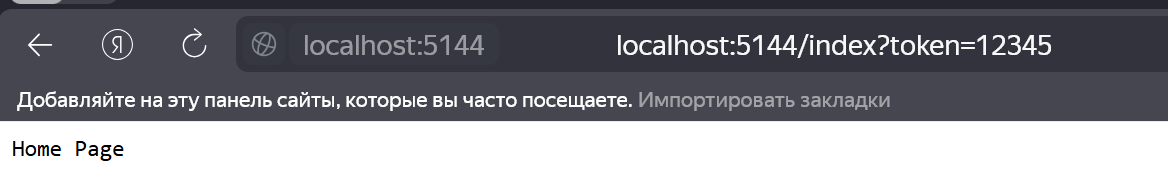 Я localhost:5144 localhost:5144/index?token=12345
Добавляйте на эту панель сайты, которые вы часто посещаете. Импортировать закладки
Home Page